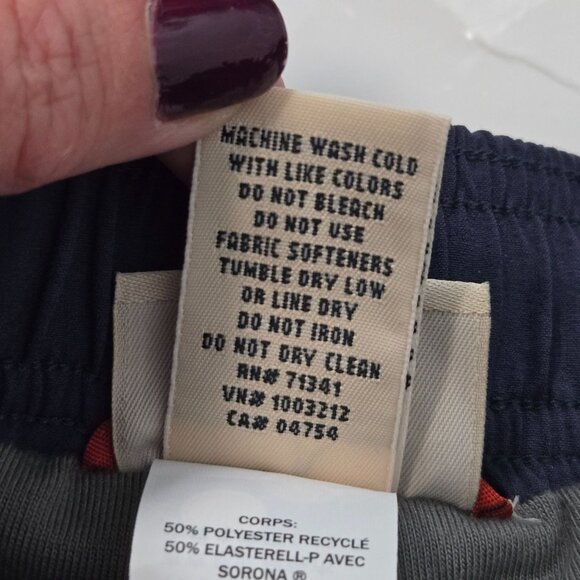 MACHINE WASH COLD
WITH LIKE COLORS
DO NOT BLEACH
DO NOT USE
FABRIC SOFTENERS
TUMBLE DRY LOW
OR LINE DRY
DO NOT IRON
DO NOT DRY CLEAN
RN# 71341
VN# 1003212
CA# 04754
CORPS:
50% POLYESTER RECYCLÉ
50% ELASTERELL-P AVEC
SORONA ®